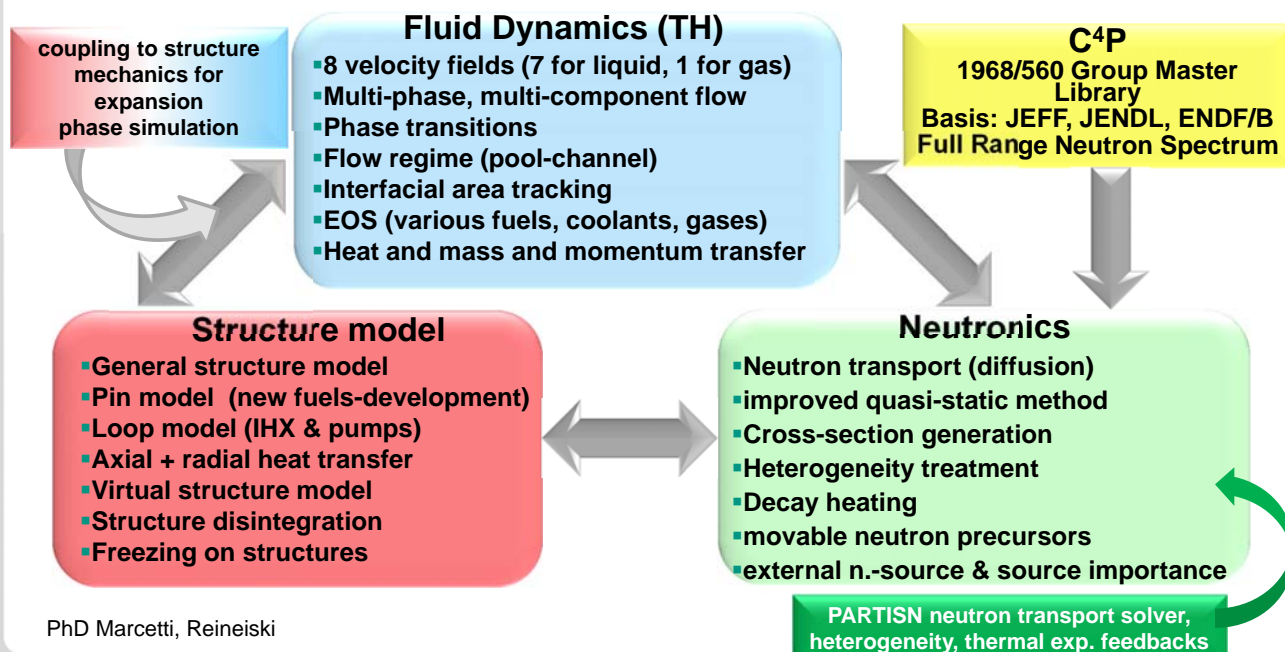 coupling to structure
mechanics for
expansion
phase simulation
Fluid Dynamics (TH)
▪8 velocity fields (7 for liquid, 1 for gas)
▪Multi-phase, multi-component flow
▪Phase transitions
▪Flow regime (pool-channel)
▪Interfacial area tracking
▪EOS (various fuels, coolants, gases)
▪Heat and mass and momentum transfer
C⁴P
1968/560 Group Master
Library
Basis: JEFF, JENDL, ENDF/B
Full Range Neutron Spectrum
Structure model
▪General structure model
▪Pin model (new fuels-development)
▪Loop model (IHX & pumps)
▪Axial + radial heat transfer
▪Virtual structure model
▪Structure disintegration
▪Freezing on structures
Neutronics
▪Neutron transport (diffusion)
▪improved quasi-static method
▪Cross-section generation
▪Heterogeneity treatment
▪Decay heating
▪movable neutron precursors
▪external n.-source & source importance
PARTISN neutron transport solver,
heterogeneity, thermal exp. feedbacks
PhD Marcetti, Reineiski